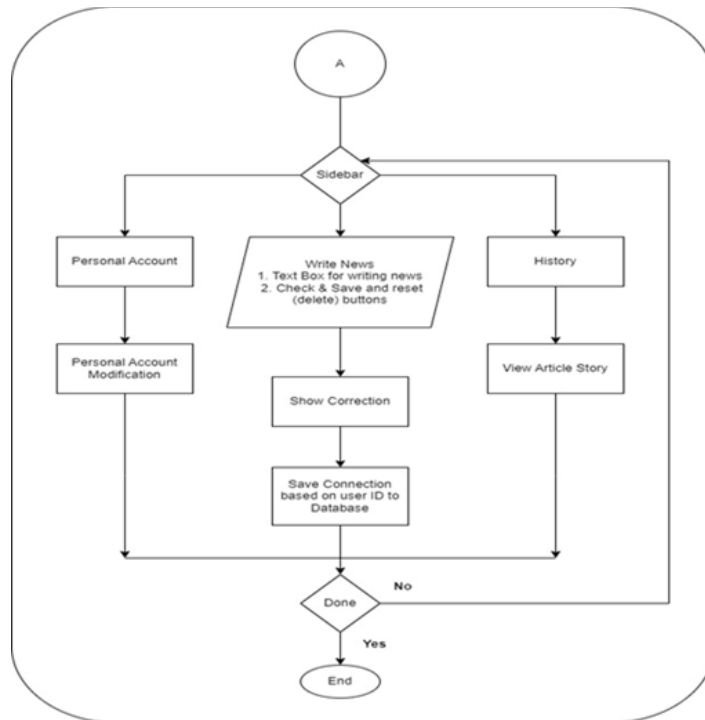 A
Sidebar
Personal Account
Write News
1. Text Box for writing news
2. Check & Save and reset
(delete) buttons
History
Personal Account
Modification
View Article Story
Show Correction
Save Connection
based on user ID to
Database
No
Done
Yes
End